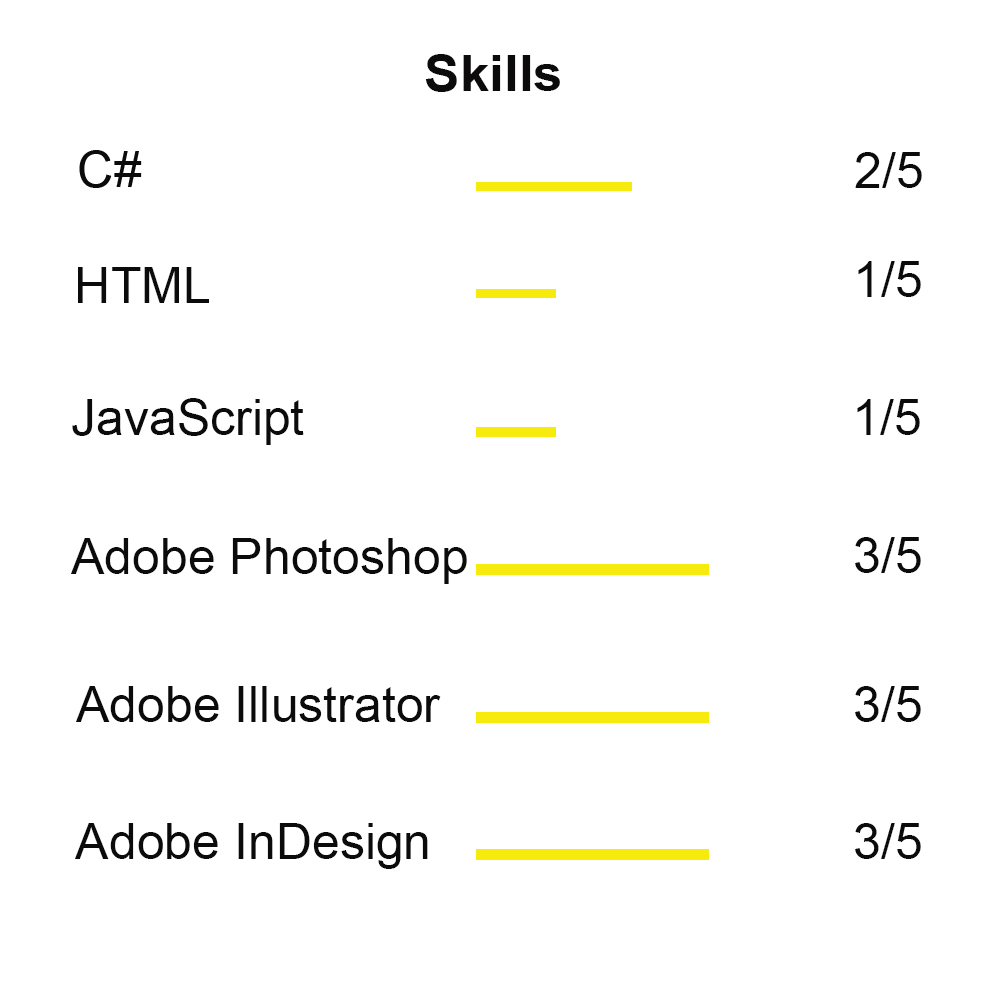 Skills
C# 2/5
HTML 1/5
JavaScript 1/5
Adobe Photoshop 3/5
Adobe Illustrator 3/5
Adobe InDesign 3/5